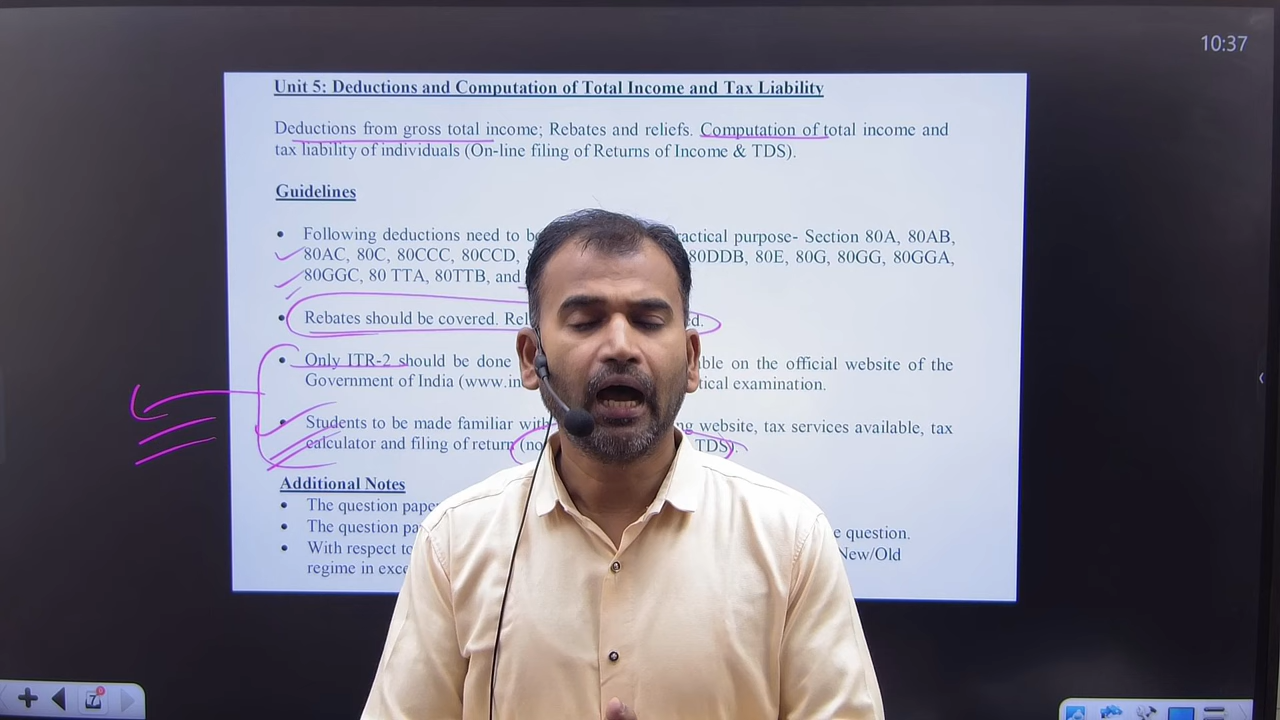 10:37
Unit 5: Deductions and Computation of Total Income and Tax Liability
Deductions from gross total income; Rebates and reliefs. Computation of total income and
tax liability of individuals (On-line filing of Returns of Income & TDS).
Guidelines
• Following deductions need to be ractical purpose- Section 80A, 80AB,
80AC, 80C, 80CCC, 80CCD, 80DDB, 80E, 80G, 80GG, 80GGA,
80GGC, 80 TTA, 80TTB, and
• Rebates should be covered. Rel d.
• Only ITR-2 should be done ble on the official website of the
Government of India (www.in tical examination.
• Students to be made familiar with ng website, tax services available, tax
calculator and filing of return (no TDS).
Additional Notes
• The question pape
• The question pa e question.
• With respect to New/Old
regime in exce
7